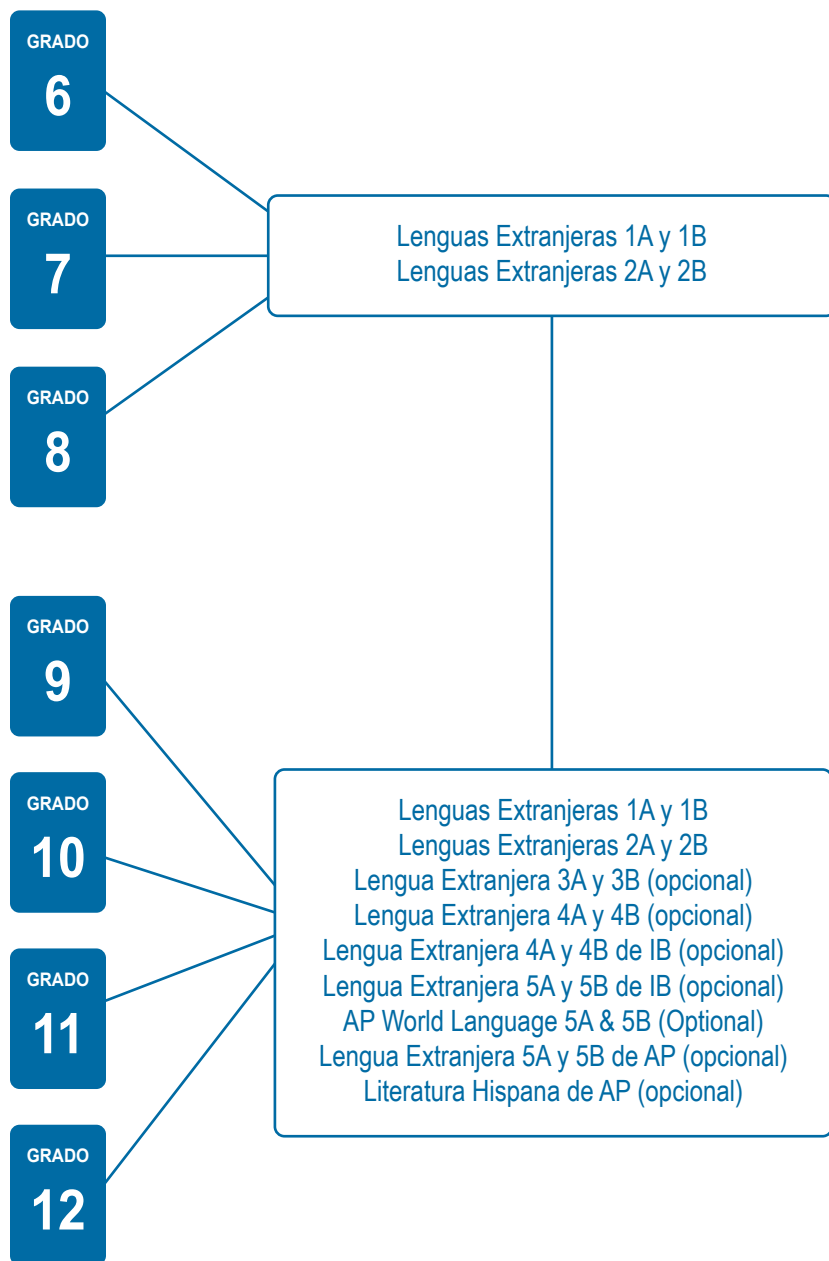 GRADO
6
GRADO
7
GRADO
8
Lenguas Extranjeras 1A y 1B
Lenguas Extranjeras 2A y 2B
GRADO
9
GRADO
10
GRADO
11
GRADO
12
Lenguas Extranjeras 1A y 1B
Lenguas Extranjeras 2A y 2B
Lengua Extranjera 3A y 3B (opcional)
Lengua Extranjera 4A y 4B (opcional)
Lengua Extranjera 4A y 4B de IB (opcional)
Lengua Extranjera 5A y 5B de IB (opcional)
AP World Language 5A & 5B (Optional)
Lengua Extranjera 5A y 5B de AP (opcional)
Literatura Hispana de AP (opcional)